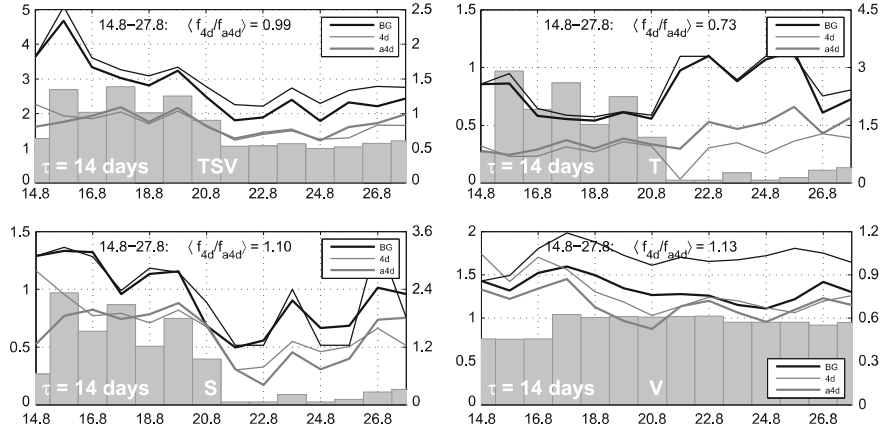 14.8−27.8: ⟨ f4d/fa4d⟩ = 0.99
BG
4d
a4d
5
4
3
2
1
0
2.5
2
1.5
1
0.5
0
τ = 14 days TSV
14.8 16.8 18.8 20.8 22.8 24.8 26.8
14.8−27.8: ⟨ f4d/fa4d⟩ = 0.73
BG
4d
a4d
1.5
1
0.5
0
4.5
3
1.5
0
τ = 14 days T
14.8 16.8 18.8 20.8 22.8 24.8 26.8
14.8−27.8: ⟨ f4d/fa4d⟩ = 1.10
BG
4d
a4d
1.5
1
0.5
0
3.6
2.4
1.2
0
τ = 14 days S
14.8 16.8 18.8 20.8 22.8 24.8 26.8
14.8−27.8: ⟨ f4d/fa4d⟩ = 1.13
BG
4d
a4d
2
1.5
1
0.5
0
1.2
0.9
0.6
0.3
0
τ = 14 days V
14.8 16.8 18.8 20.8 22.8 24.8 26.8